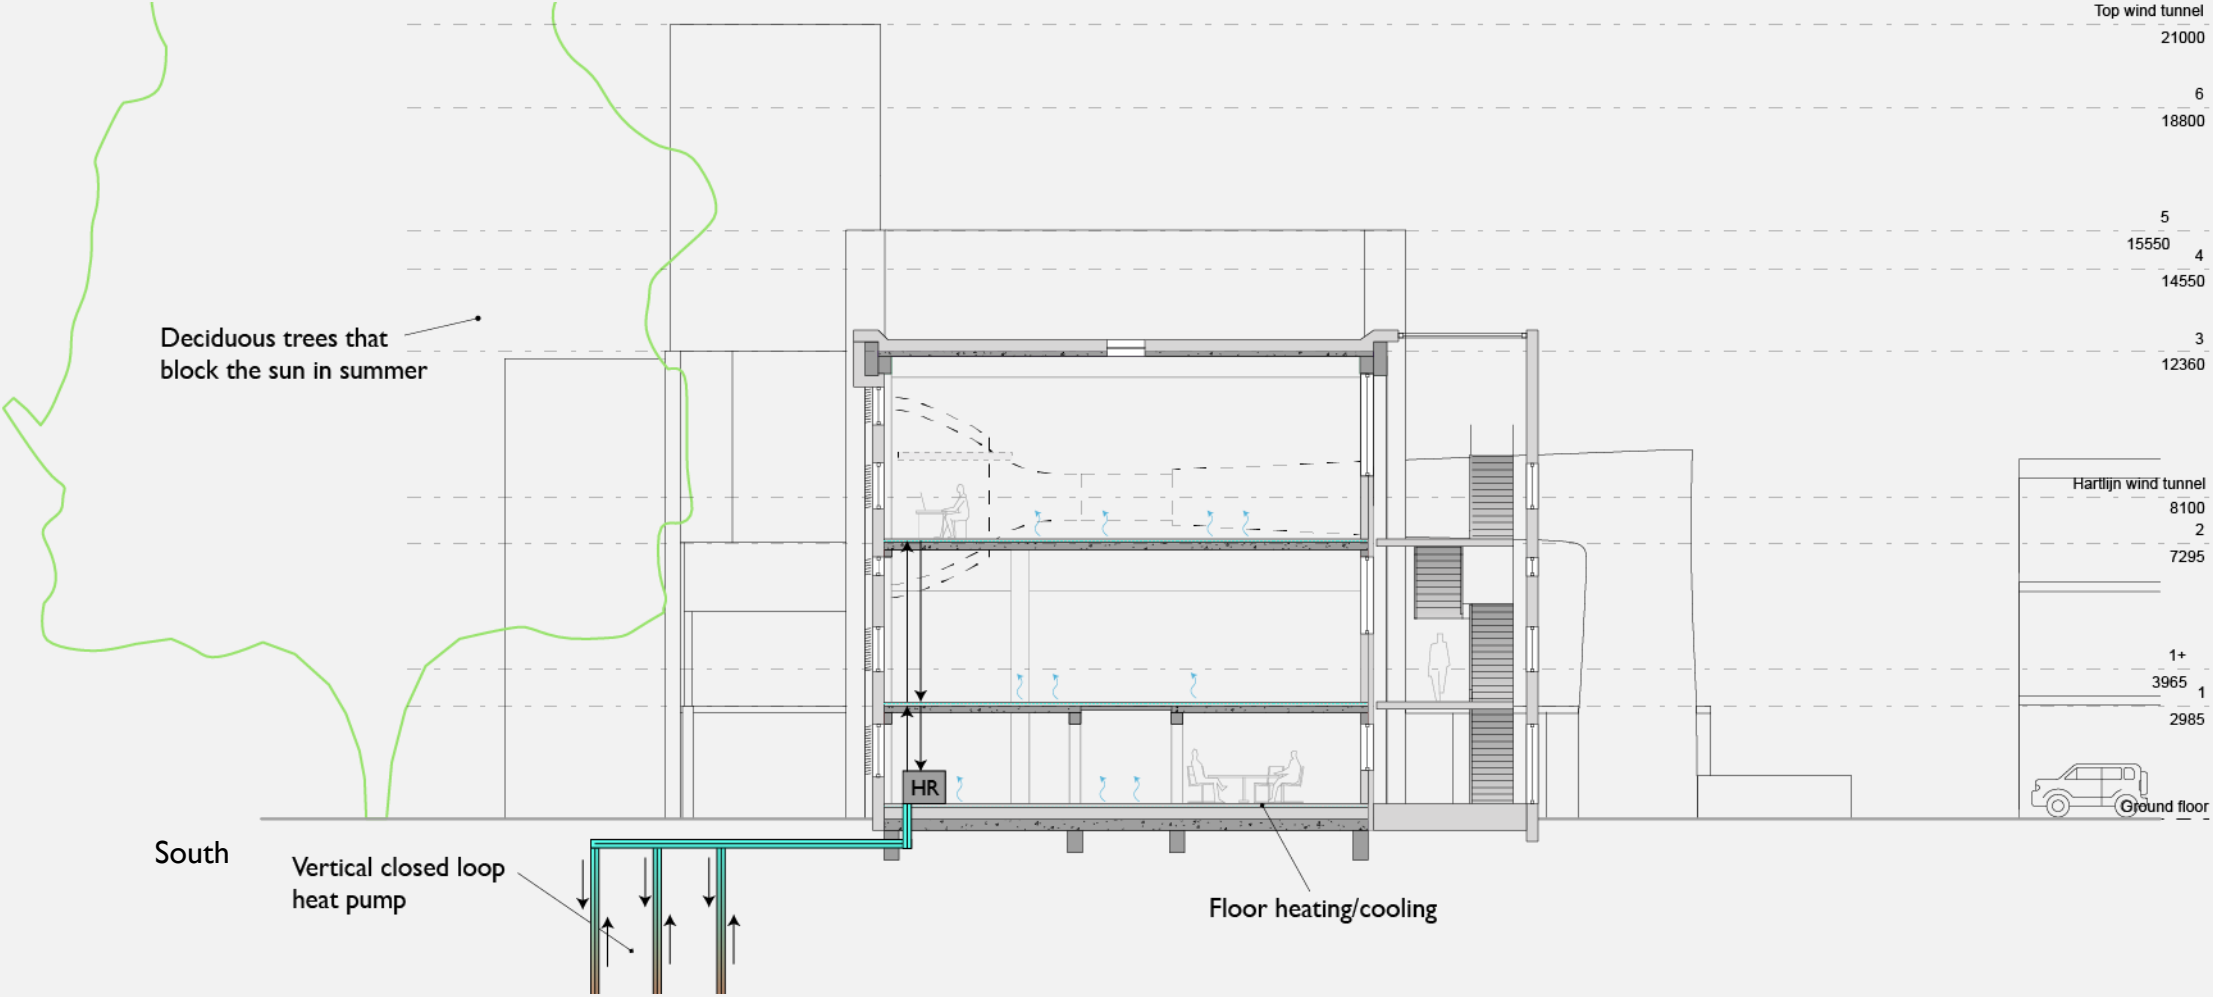 Top wind tunnel
21000
6
18800
5
15550
4
14550
Deciduous trees that
block the sun in summer
3
12360
Hartlijn wind tunnel
8100
2
7295
1+
3965
1
2985
HR
Ground floor
South
Vertical closed loop
heat pump
Floor heating/cooling